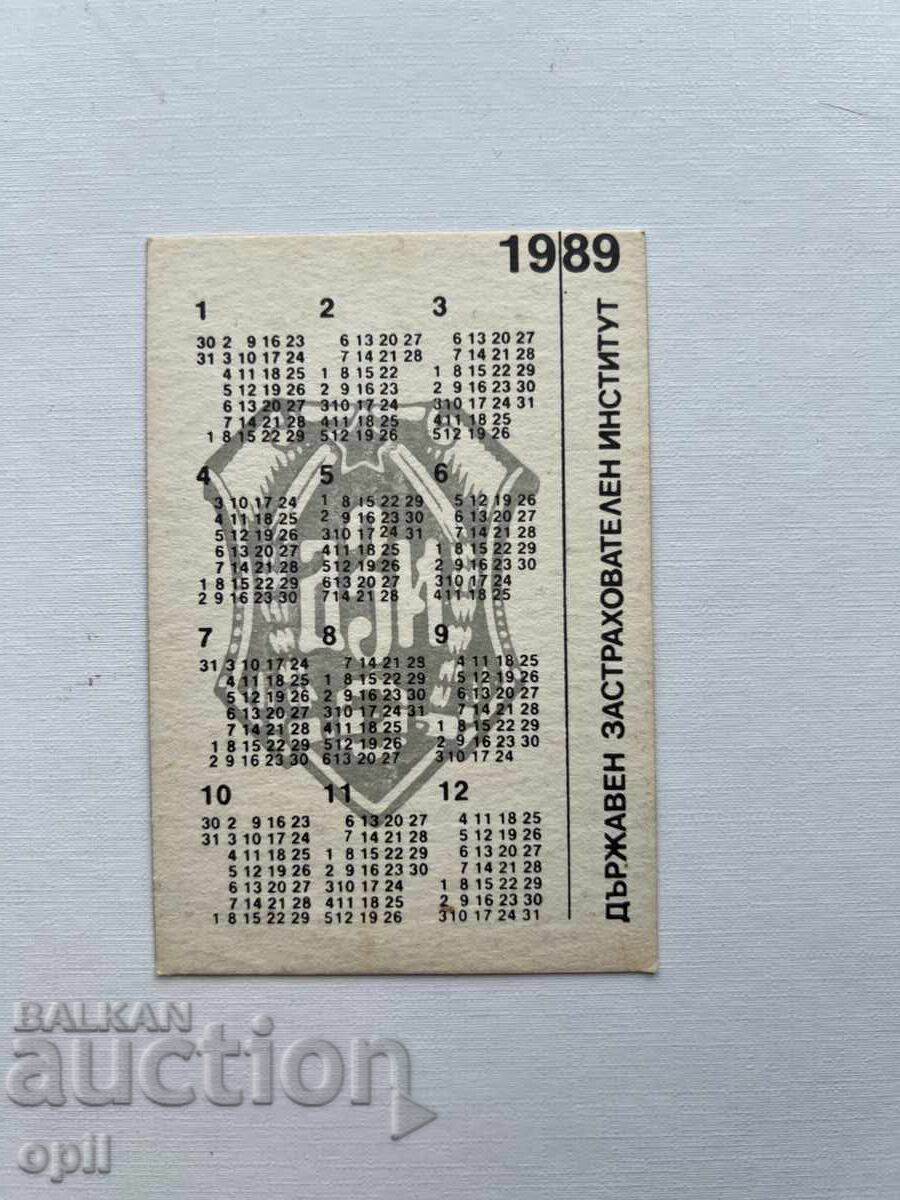 1989
ДЪРЖАВЕН ЗАСТРАХОВАТЕЛЕН ИНСТИТУТ
1 2 3
30 2 9 16 23 6 13 20 27 6 13 20 27
31 3 10 17 24 7 14 21 28 7 14 21 28
4 11 18 25 1 8 15 22 1 8 15 22 29
5 12 19 26 2 9 16 23 2 9 16 23 30
6 13 20 27 3 10 17 24 3 10 17 24 31
7 14 21 28 4 11 18 25 4 11 18 25
1 8 15 22 29 5 12 19 26 5 12 19 26
4 5 6
3 10 17 24 1 8 15 22 29 5 12 19 26
4 11 18 25 2 9 16 23 30 6 13 20 27
5 12 19 26 3 10 17 24 31 7 14 21 28
6 13 20 27 4 11 18 25 1 8 15 22 29
7 14 21 28 5 12 19 26 2 9 16 23 30
1 8 15 22 29 6 13 20 27 3 10 17 24
2 9 16 23 30 7 14 21 28 4 11 18 25
ДЗИ
7 8 9
31 3 10 17 24 7 14 21 28 4 11 18 25
4 11 18 25 1 8 15 22 29 5 12 19 26
5 12 19 26 2 9 16 23 30 6 13 20 27
6 13 20 27 3 10 17 24 31 7 14 21 28
7 14 21 28 4 11 18 25 1 8 15 22 29
1 8 15 22 29 5 12 19 26 2 9 16 23 30
2 9 16 23 30 6 13 20 27 3 10 17 24
10 11 12
30 2 9 16 23 6 13 20 27 4 11 18 25
31 3 10 17 24 7 14 21 28 5 12 19 26
4 11 18 25 1 8 15 22 29 6 13 20 27
5 12 19 26 2 9 16 23 30 7 14 21 28
6 13 20 27 3 10 17 24 1 8 15 22 29
7 14 21 28 4 11 18 25 2 9 16 23 30
1 8 15 22 29 5 12 19 26 3 10 17 24 31
BALKAN
auction
opil